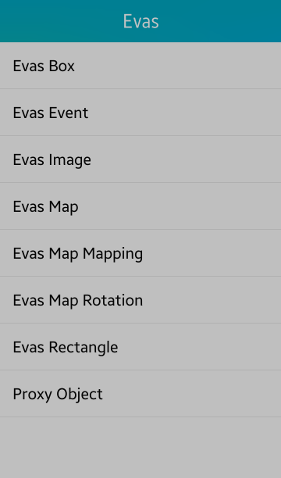 Evas
Evas Box
Evas Event
Evas Image
Evas Map
Evas Map Mapping
Evas Map Rotation
Evas Rectangle
Proxy Object